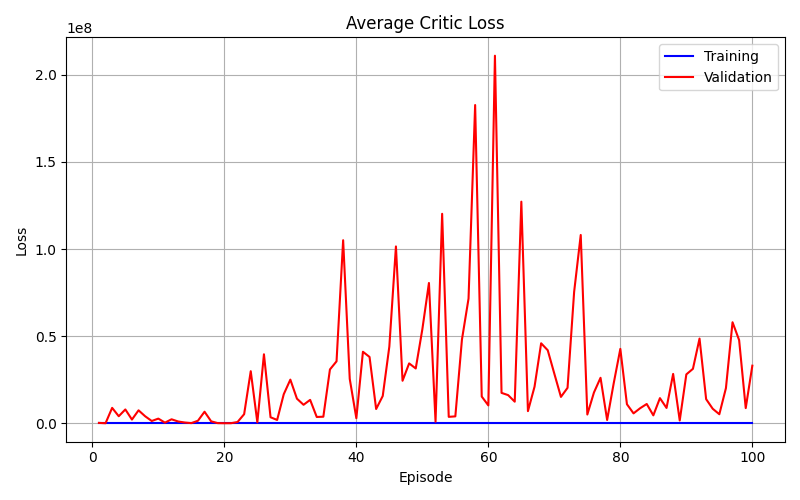 Average Critic Loss
1e8
Training
Validation
2.0
1.5
1.0
0.5
0.0
Loss
0 20 40 60 80 100
Episode